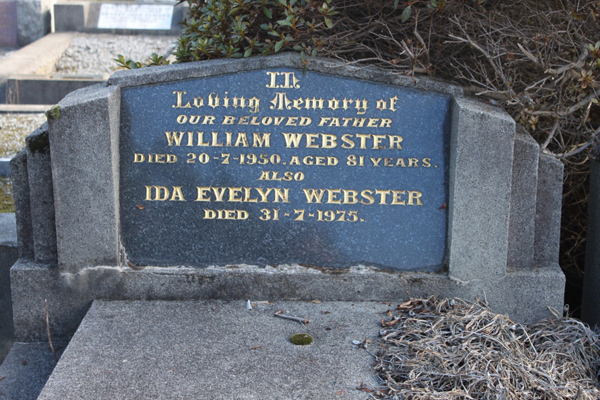 In
Loving Memory of
OUR BELOVED FATHER
WILLIAM WEBSTER
DIED 20-7-1950. AGED 81 YEARS.
ALSO
IDA EVELYN WEBSTER
DIED 31-7-1975.